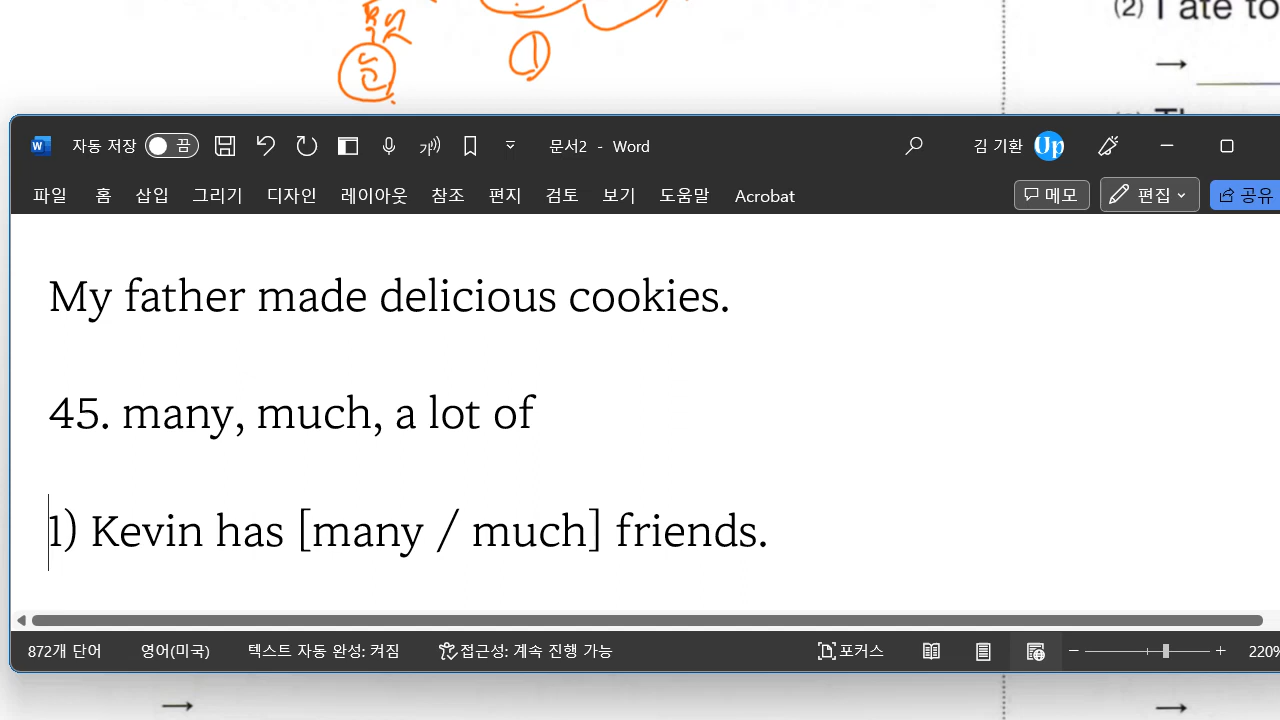 (2) I ate to
→
①
자동 저장 끔 문서2 - Word 김 기환 Up
파일 홈 삽입 그리기 디자인 레이아웃 참조 편지 검토 보기 도움말 Acrobat 메모 편집 공유
My father made delicious cookies.
45. many, much, a lot of
1) Kevin has [many / much] friends.
872개 단어 영어(미국) 텍스트 자동 완성: 켜짐 접근성: 계속 진행 가능 포커스 - + 220%
→ →